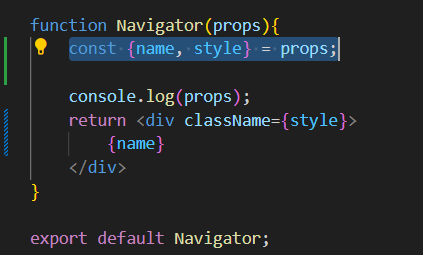 function Navigator(props){
const {name, style} = props;
console.log(props);
return <div className={style}>
{name}
</div>
}
export default Navigator;